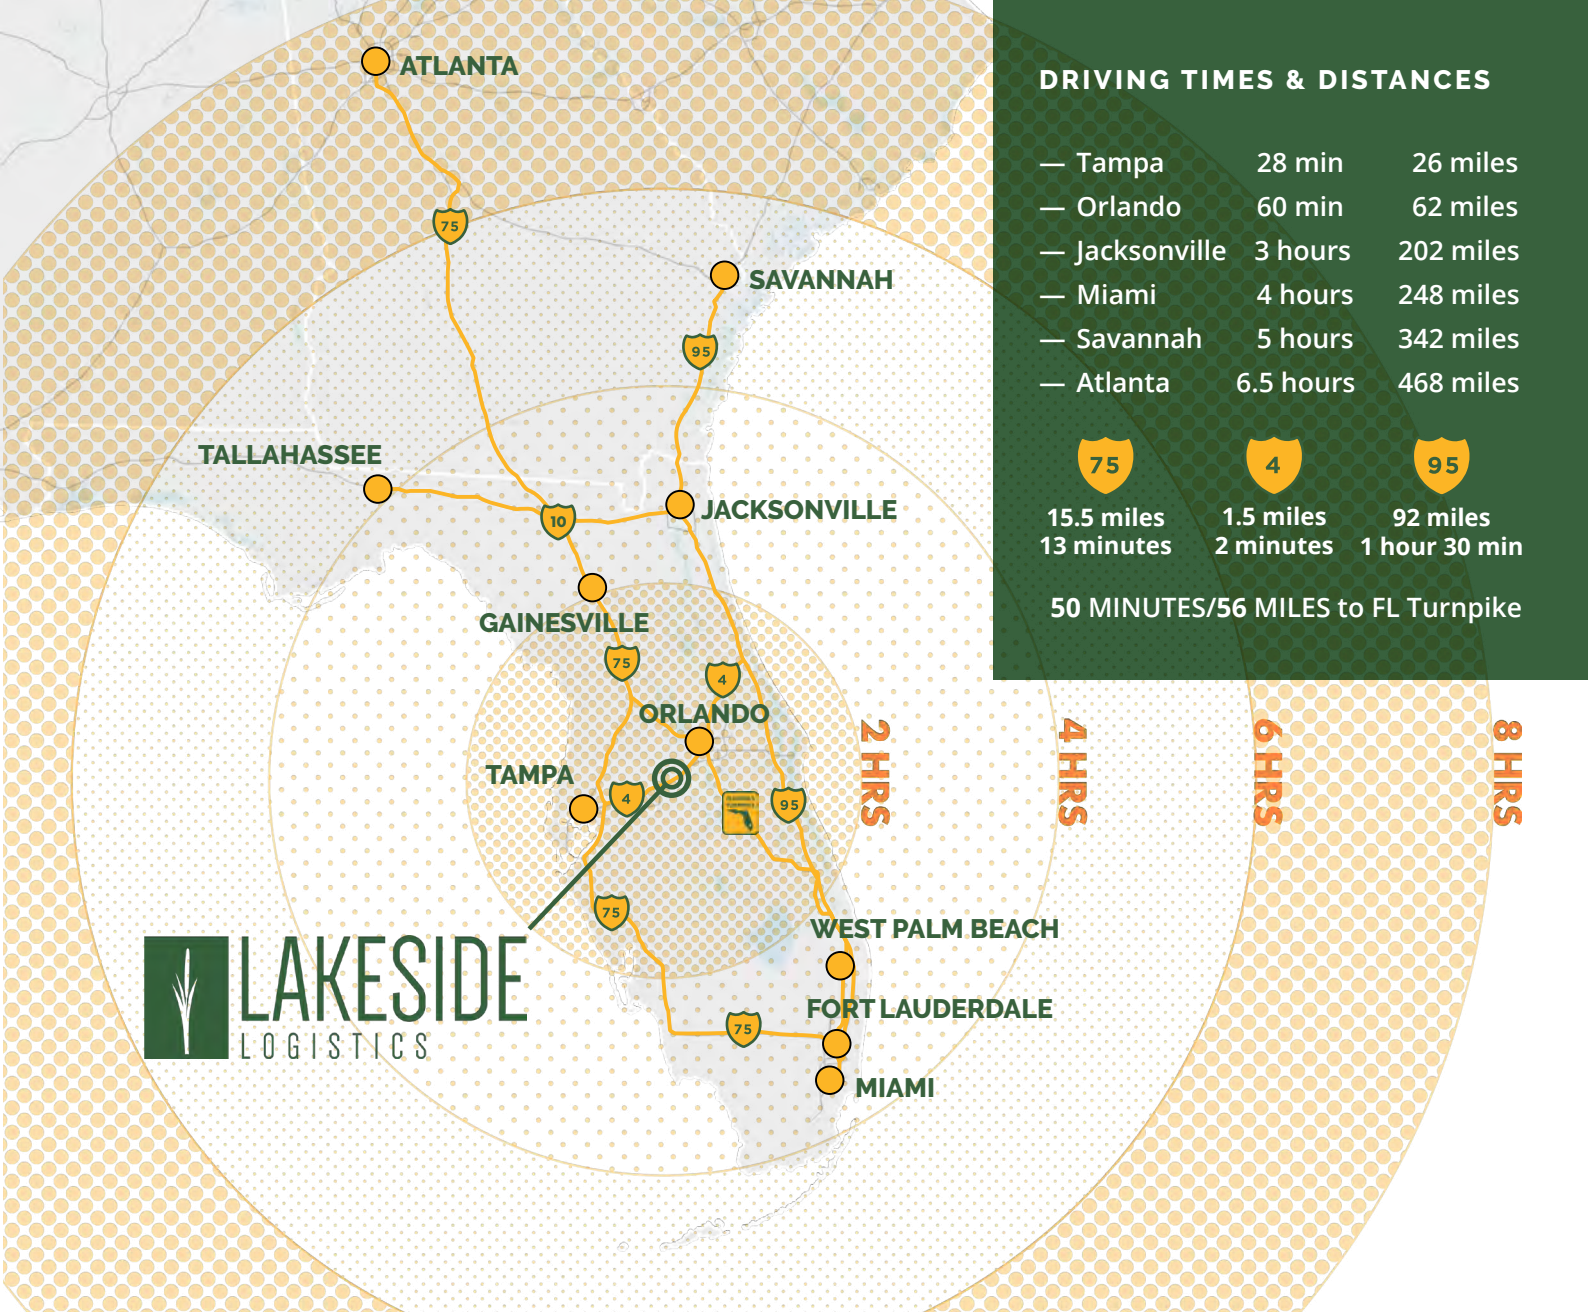 ATLANTA
75
SAVANNAH
95
TALLAHASSEE
10
JACKSONVILLE
GAINESVILLE
75
4
ORLANDO
TAMPA
4
95
75
WEST PALM BEACH
FORT LAUDERDALE
75
MIAMI
LAKESIDE
LOGISTICS
2 HRS
4 HRS
6 HRS
8 HRS
DRIVING TIMES & DISTANCES
— Tampa 28 min 26 miles
— Orlando 60 min 62 miles
— Jacksonville 3 hours 202 miles
— Miami 4 hours 248 miles
— Savannah 5 hours 342 miles
— Atlanta 6.5 hours 468 miles
75 4 95
15.5 miles 1.5 miles 92 miles
13 minutes 2 minutes 1 hour 30 min
50 MINUTES/56 MILES to FL Turnpike